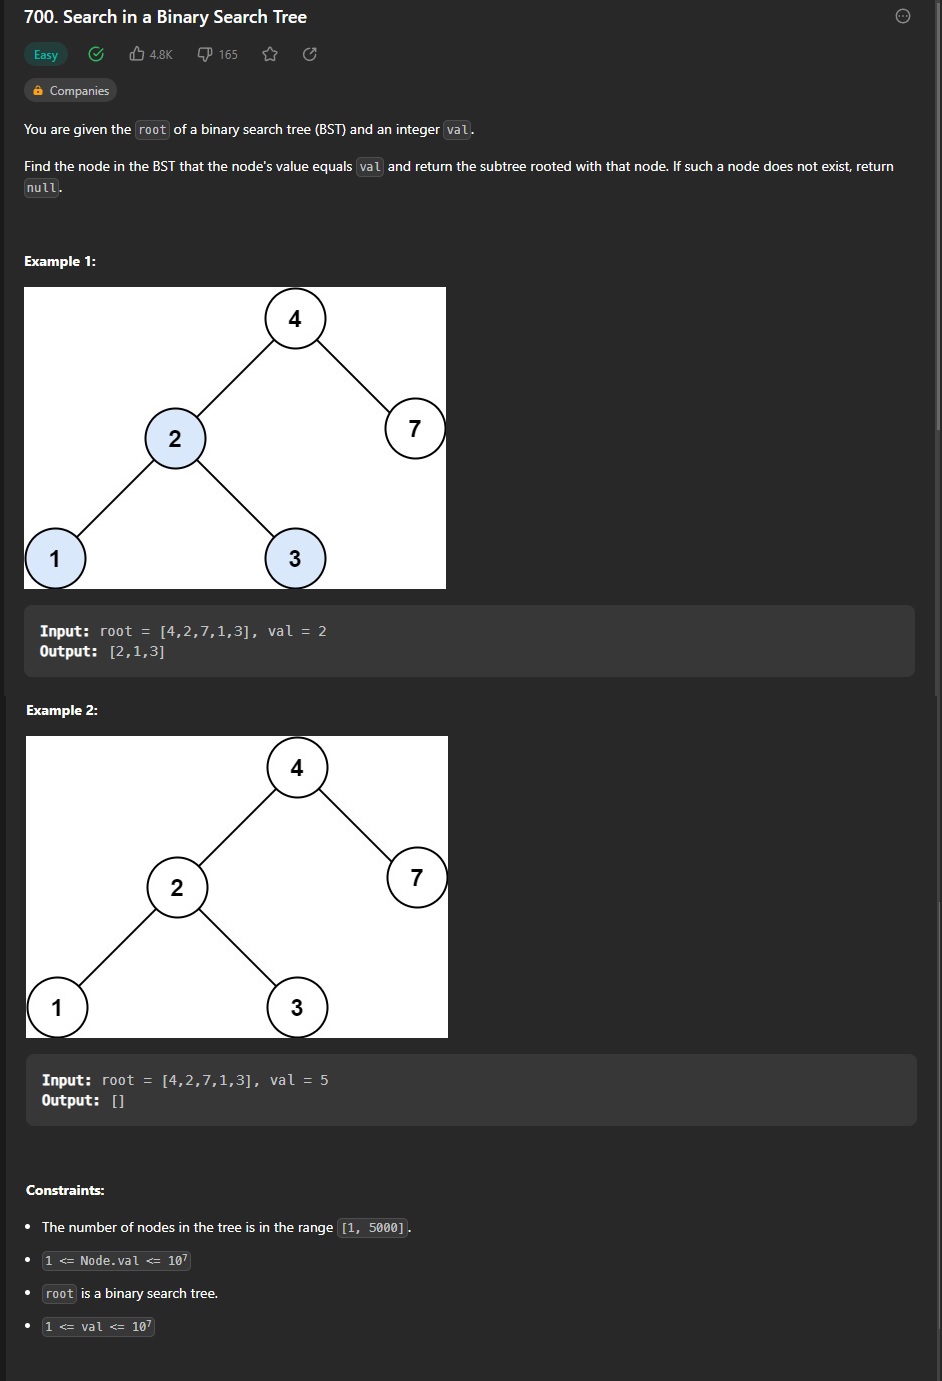 700. Search in a Binary Search Tree
Easy 4.8K 165
Companies
You are given the root of a binary search tree (BST) and an integer val.
Find the node in the BST that the node's value equals val and return the subtree rooted with that node. If such a node does not exist, return
null.
Example 1:
4
2 7
1 3
Input: root = [4,2,7,1,3], val = 2
Output: [2,1,3]
Example 2:
4
2 7
1 3
Input: root = [4,2,7,1,3], val = 5
Output: []
Constraints:
• The number of nodes in the tree is in the range [1, 5000].
• 1 <= Node.val <= 10⁷
• root is a binary search tree.
• 1 <= val <= 10⁷